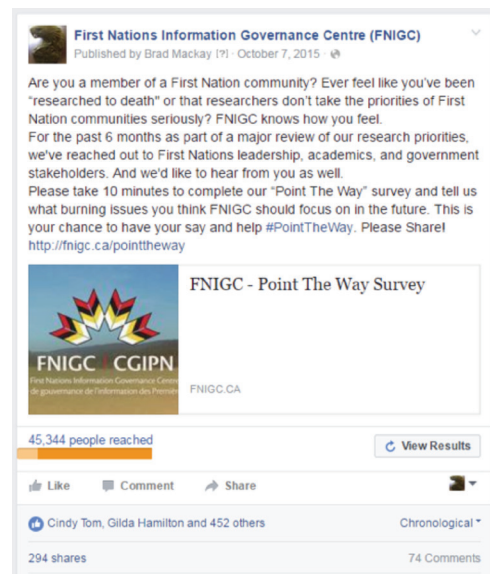 First Nations Information Governance Centre (FNIGC)
Published by Brad Mackay [?] · October 7, 2015 ·
Are you a member of a First Nation community? Ever feel like you've been
"researched to death" or that researchers don't take the priorities of First
Nation communities seriously? FNIGC knows how you feel.
For the past 6 months as part of a major review of our research priorities,
we've reached out to First Nations leadership, academics, and government
stakeholders. And we'd like to hear from you as well.
Please take 10 minutes to complete our "Point The Way" survey and tell us
what burning issues you think FNIGC should focus on in the future. This is
your chance to have your say and help #PointTheWay. Please Share!
http://fnigc.ca/pointtheway
FNIGC - Point The Way Survey
FNIGC CGIPN
First Nations Information Governance Centre
de gouvernance de l'information des Premièr
FNIGC.CA
45,344 people reached
View Results
Like Comment Share
Cindy Tom, Gilda Hamilton and 452 others Chronological
294 shares 74 Comments